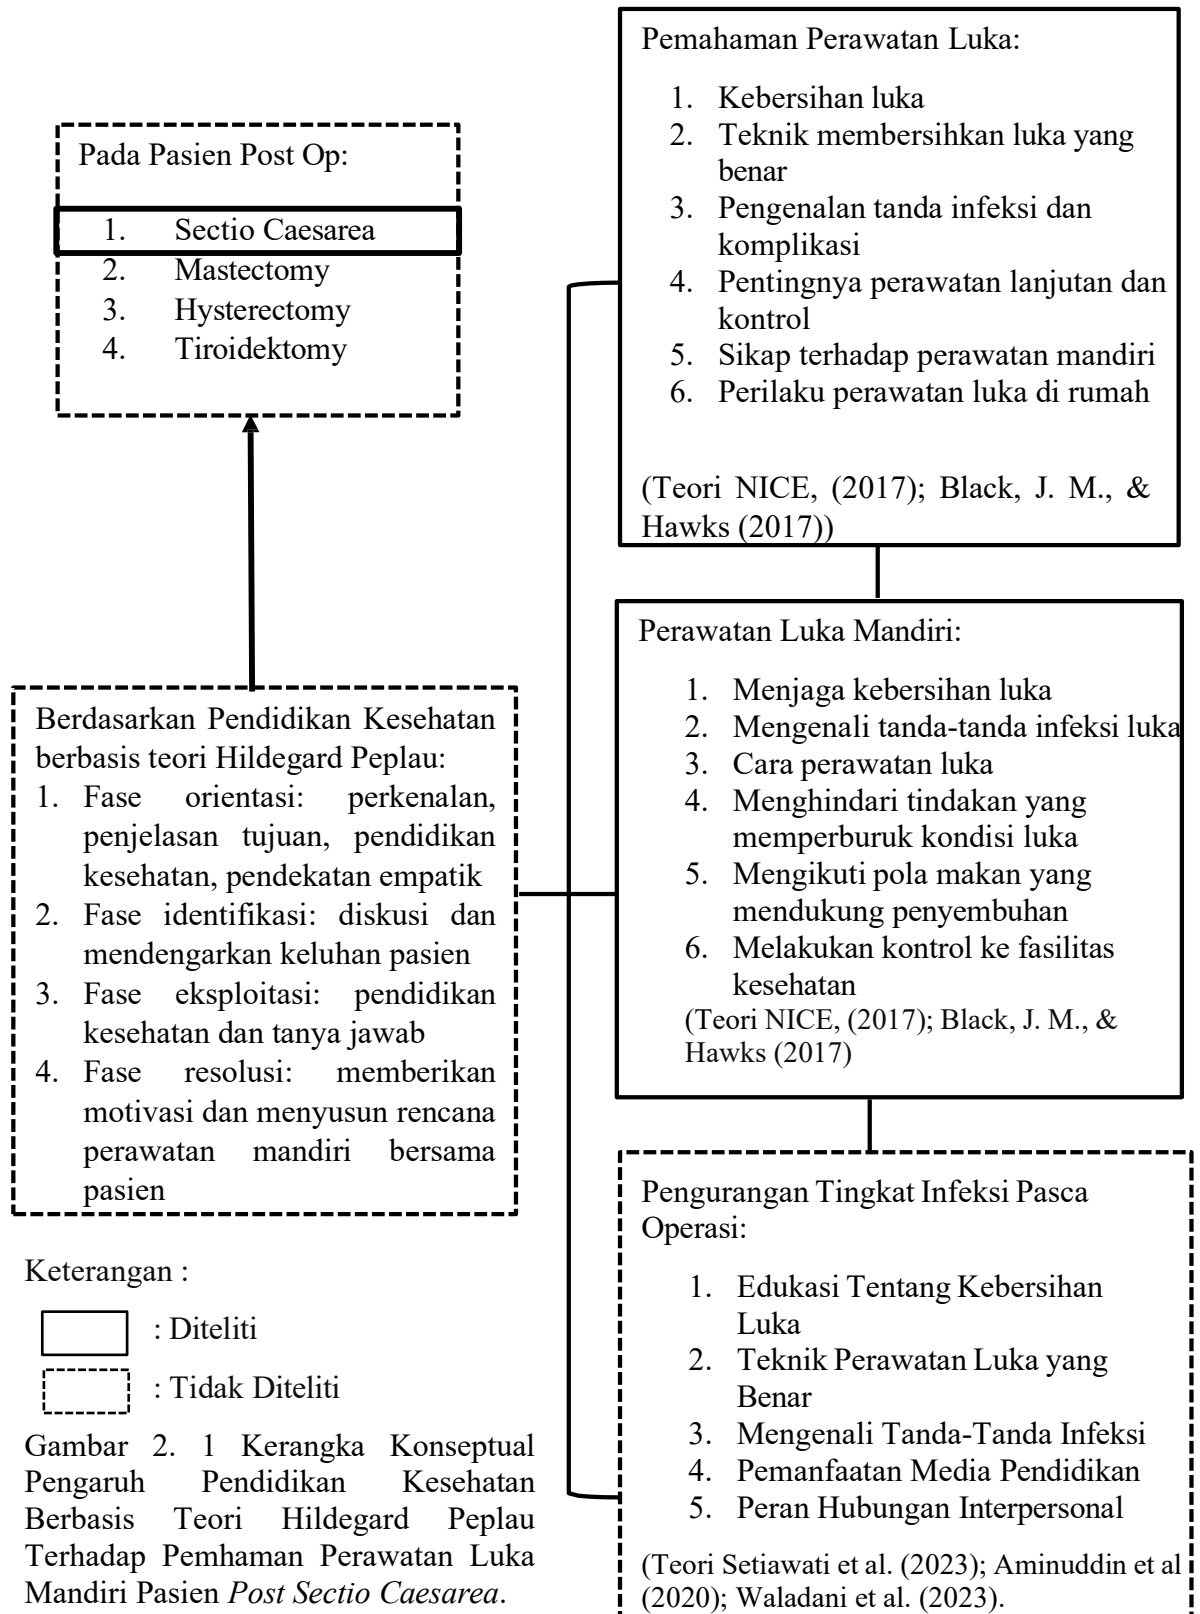 Pada Pasien Post Op:
1. Sectio Caesarea
2. Mastectomy
3. Hysterectomy
4. Tiroidektomy
Berdasarkan Pendidikan Kesehatan
berbasis teori Hildegard Peplau:
1. Fase orientasi: perkenalan,
penjelasan tujuan, pendidikan
kesehatan, pendekatan empatik
2. Fase identifikasi: diskusi dan
mendengarkan keluhan pasien
3. Fase eksploitasi: pendidikan
kesehatan dan tanya jawab
4. Fase resolusi: memberikan
motivasi dan menyusun rencana
perawatan mandiri bersama
pasien
Pemahaman Perawatan Luka:
1. Kebersihan luka
2. Teknik membersihkan luka yang
benar
3. Pengenalan tanda infeksi dan
komplikasi
4. Pentingnya perawatan lanjutan dan
kontrol
5. Sikap terhadap perawatan mandiri
6. Perilaku perawatan luka di rumah
(Teori NICE, (2017); Black, J. M., &
Hawks (2017))
Perawatan Luka Mandiri:
1. Menjaga kebersihan luka
2. Mengenali tanda-tanda infeksi luka
3. Cara perawatan luka
4. Menghindari tindakan yang
memperburuk kondisi luka
5. Mengikuti pola makan yang
mendukung penyembuhan
6. Melakukan kontrol ke fasilitas
kesehatan
(Teori NICE, (2017); Black, J. M., &
Hawks (2017)
Pengurangan Tingkat Infeksi Pasca
Operasi:
1. Edukasi Tentang Kebersihan
Luka
2. Teknik Perawatan Luka yang
Benar
3. Mengenali Tanda-Tanda Infeksi
4. Pemanfaatan Media Pendidikan
5. Peran Hubungan Interpersonal
(Teori Setiawati et al. (2023); Aminuddin et al
(2020); Waladani et al. (2023).
Keterangan :
: Diteliti
: Tidak Diteliti
Gambar 2. 1 Kerangka Konseptual
Pengaruh Pendidikan Kesehatan
Berbasis Teori Hildegard Peplau
Terhadap Pemhaman Perawatan Luka
Mandiri Pasien Post Sectio Caesarea.